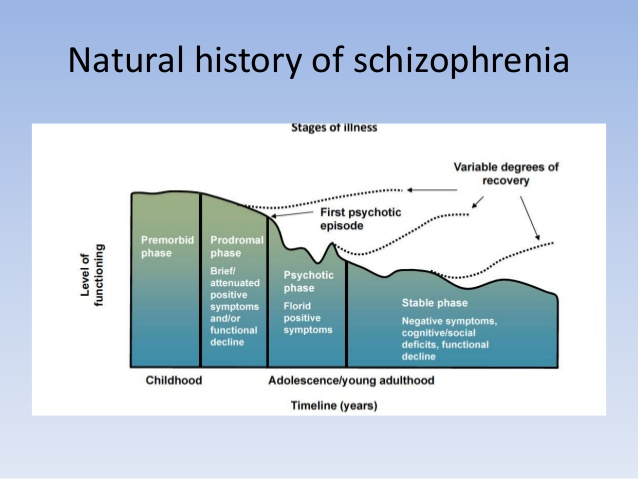 Natural history of schizophrenia
Stages of illness
Variable degrees of
recovery
First psychotic
episode
Level of
functioning
Premorbid
phase
Prodromal
phase
Brief/
attenuated
positive
symptoms
and/or
functional
decline
Psychotic
phase
Florid
positive
symptoms
Stable phase
Negative symptoms,
cognitive/social
deficits, functional
decline
Childhood
Adolescence/young adulthood
Timeline (years)